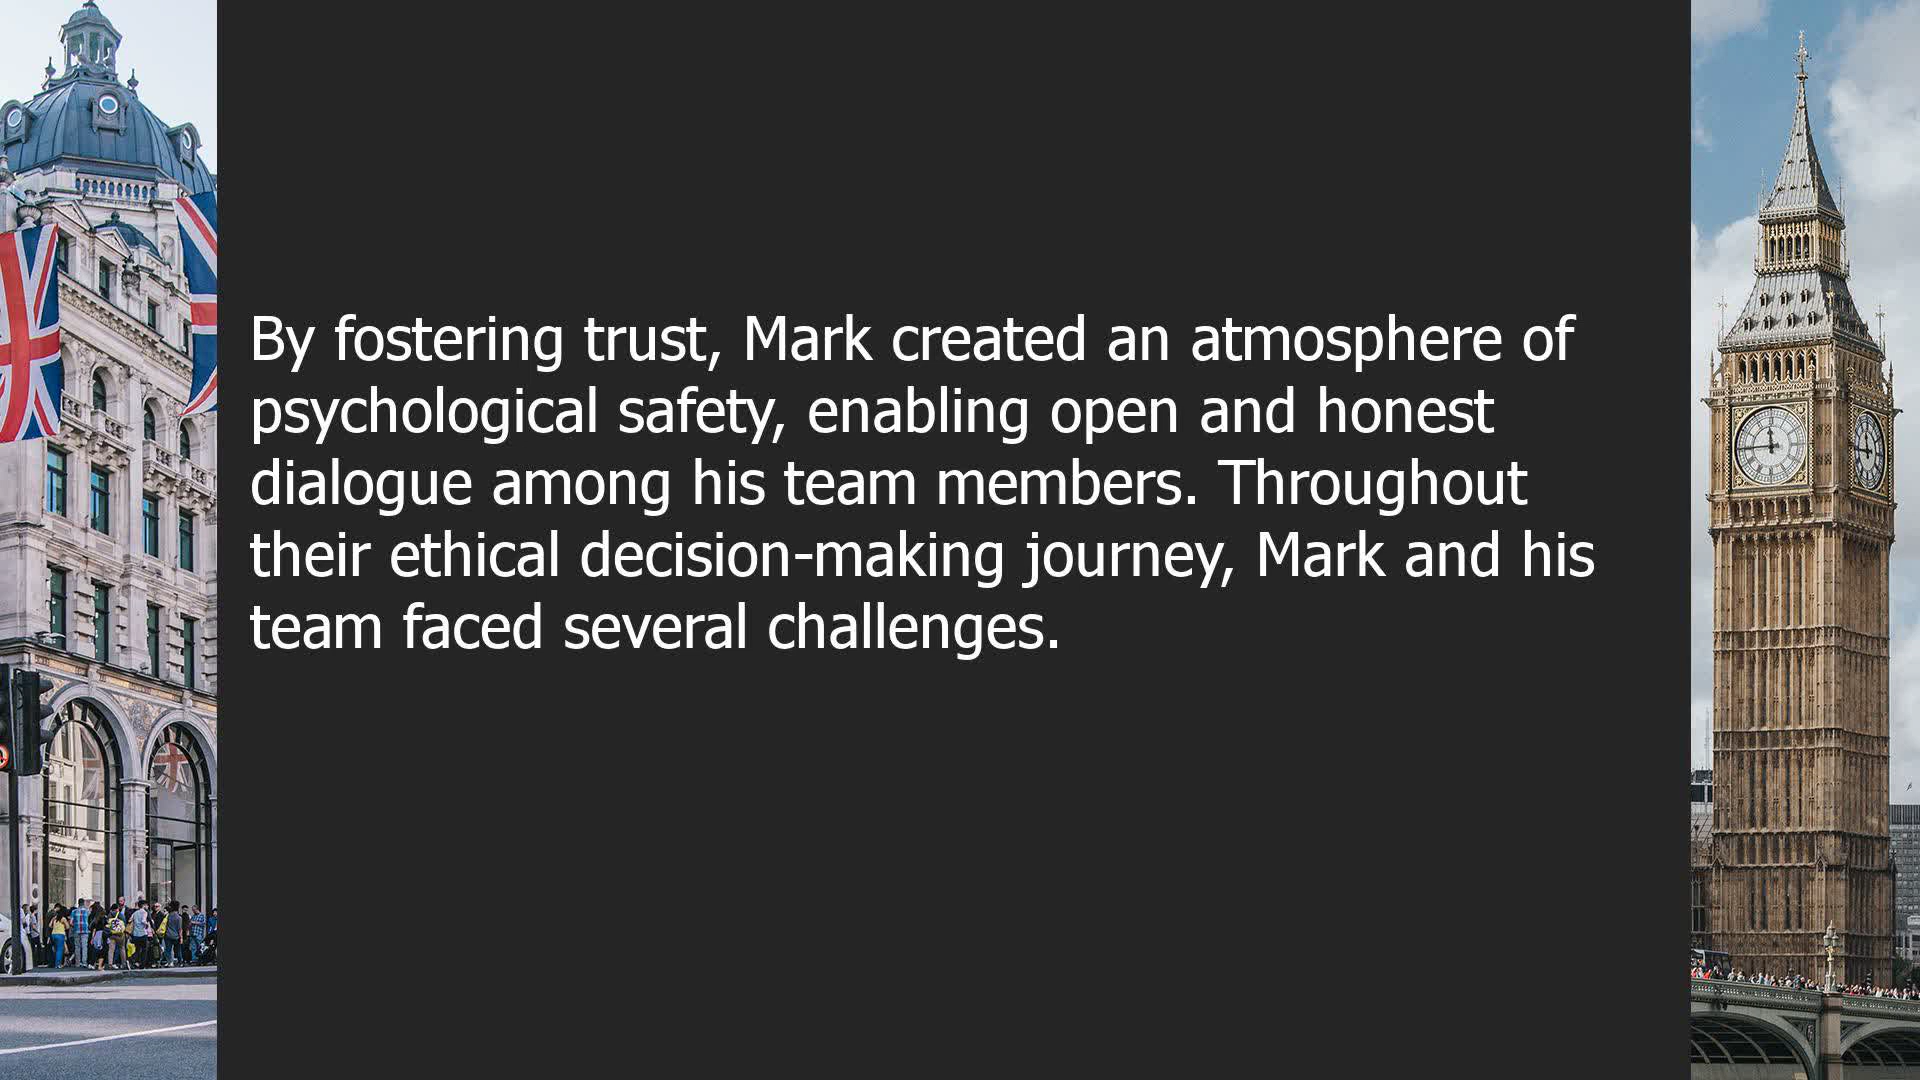 By fostering trust, Mark created an atmosphere of
psychological safety, enabling open and honest
dialogue among his team members. Throughout
their ethical decision-making journey, Mark and his
team faced several challenges.